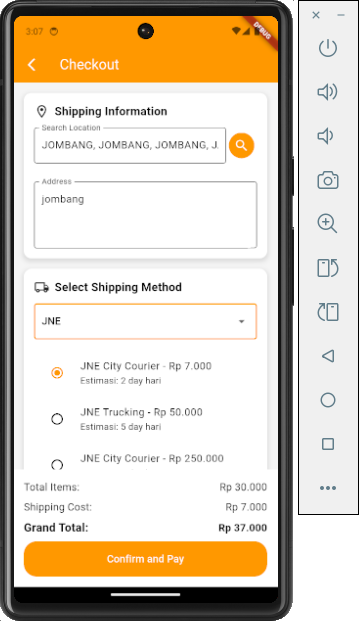 3:07
DEBUG
Checkout
Shipping Information
Search Location
JOMBANG, JOMBANG, JOMBANG, J
Address
jombang
Select Shipping Method
JNE
JNE City Courier - Rp 7.000
Estimasi: 2 day hari
JNE Trucking - Rp 50.000
Estimasi: 5 day hari
JNE City Courier - Rp 250.000
Total Items: Rp 30.000
Shipping Cost: Rp 7.000
Grand Total: Rp 37.000
Confirm and Pay